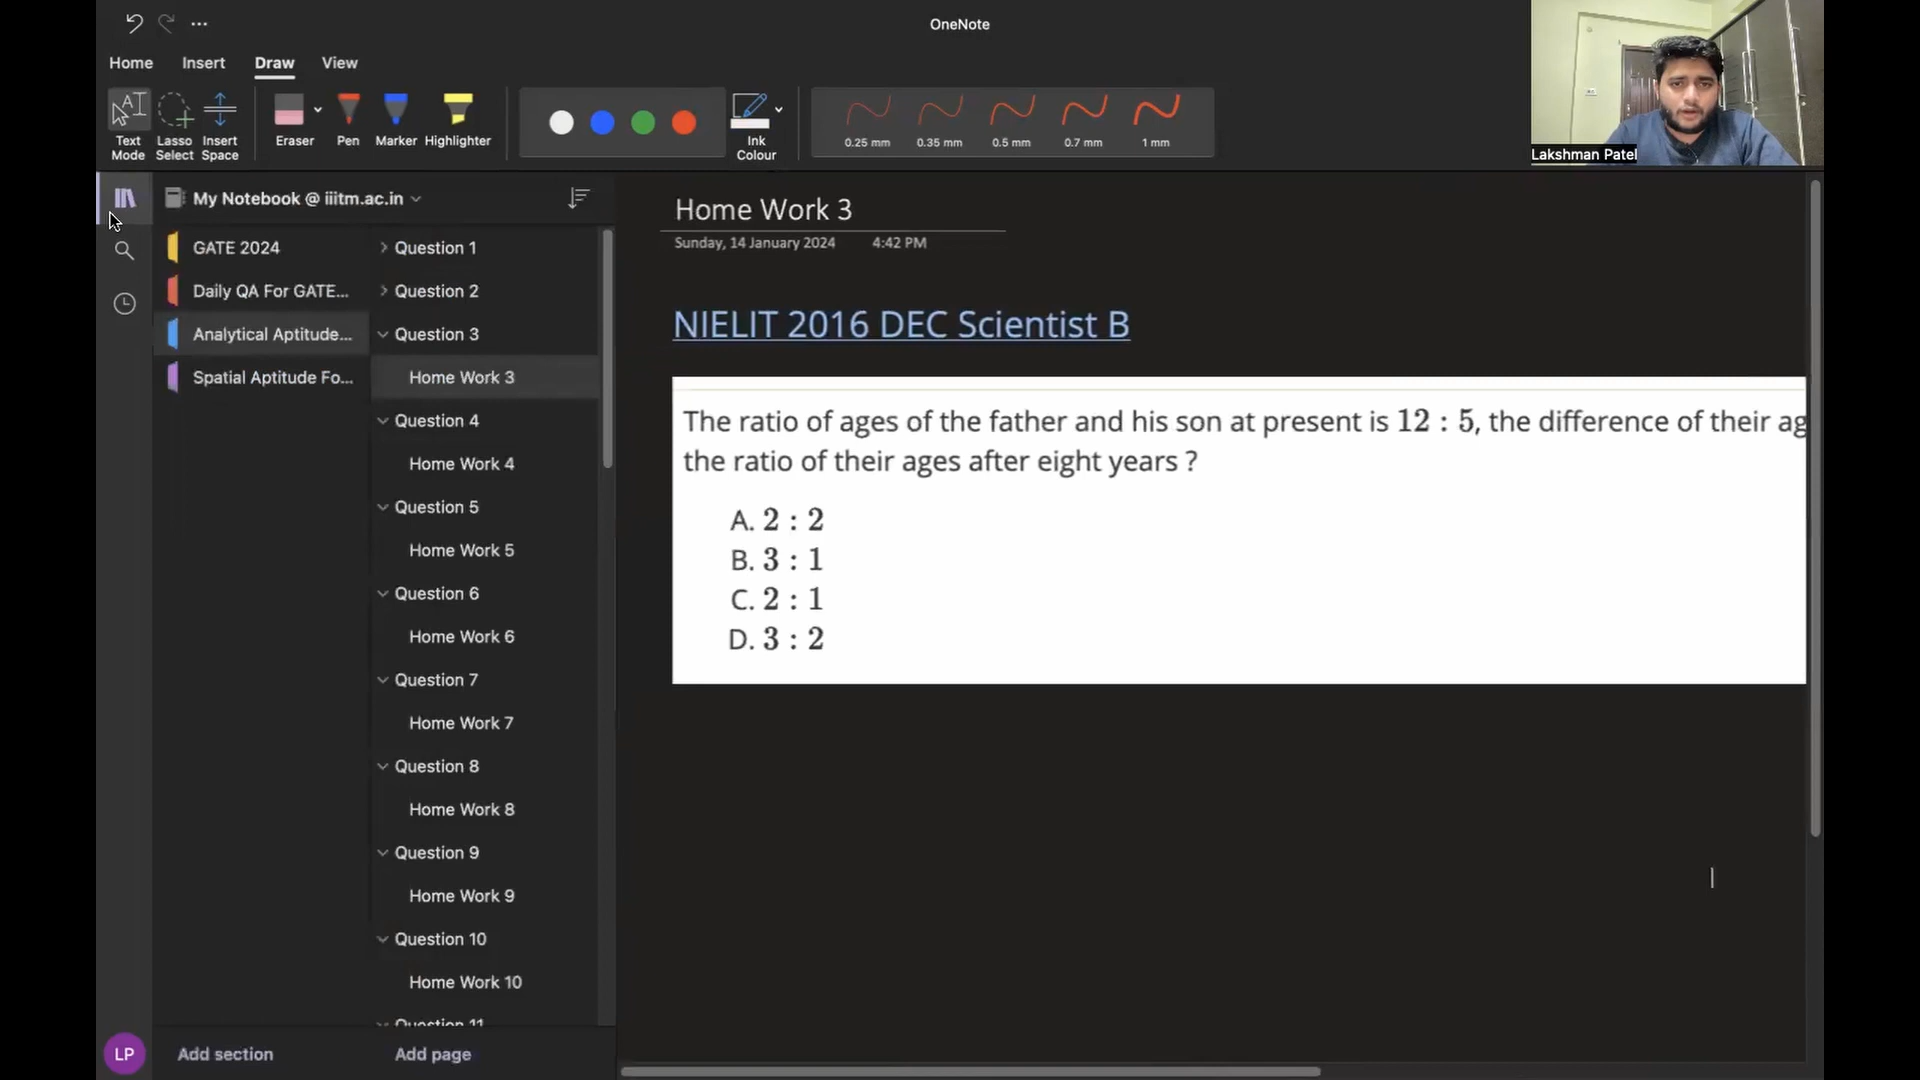 OneNote
Home Insert Draw View
Text Mode
Lasso Select
Insert Space
Eraser
Pen
Marker
Highlighter
Ink Colour
0.25 mm
0.35 mm
0.5 mm
0.7 mm
1 mm
Lakshman Patel
My Notebook @ iiitm.ac.in
GATE 2024
Daily QA For GATE...
Analytical Aptitude...
Spatial Aptitude Fo...
Question 1
Question 2
Question 3
Home Work 3
Question 4
Home Work 4
Question 5
Home Work 5
Question 6
Home Work 6
Question 7
Home Work 7
Question 8
Home Work 8
Question 9
Home Work 9
Question 10
Home Work 10
Question 11
LP
Add section
Add page
Home Work 3
Sunday, 14 January 2024 4:42 PM
NIELIT 2016 DEC Scientist B
The ratio of ages of the father and his son at present is 12 : 5, the difference of their ag
the ratio of their ages after eight years ?
A. 2 : 2
B. 3 : 1
C. 2 : 1
D. 3 : 2